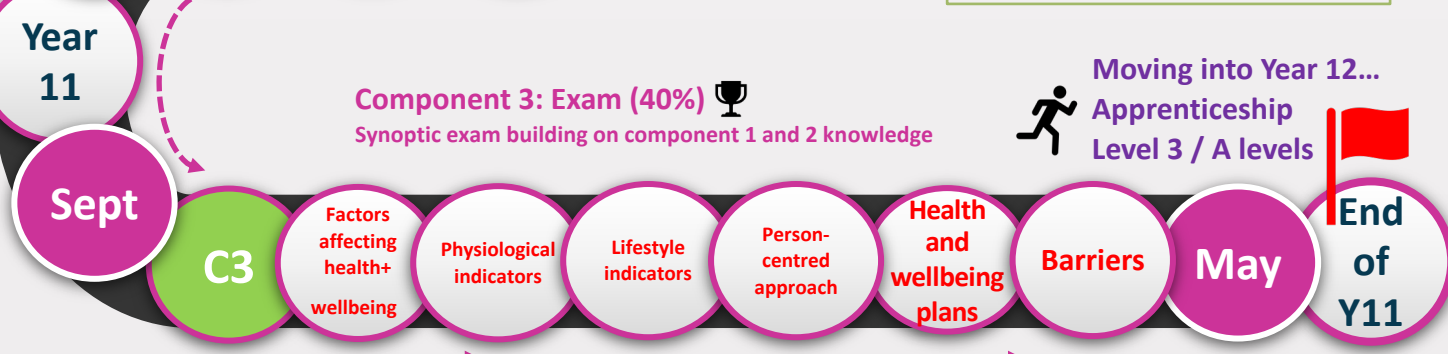 Year
11
Component 3: Exam (40%)
Synoptic exam building on component 1 and 2 knowledge
Moving into Year 12…
Apprenticeship
Level 3 / A levels
Sept
C3
Factors
affecting
health+
wellbeing
Physiological
indicators
Lifestyle
indicators
Person-
centred
approach
Health
and
wellbeing
plans
Barriers
May
End
of
Y11